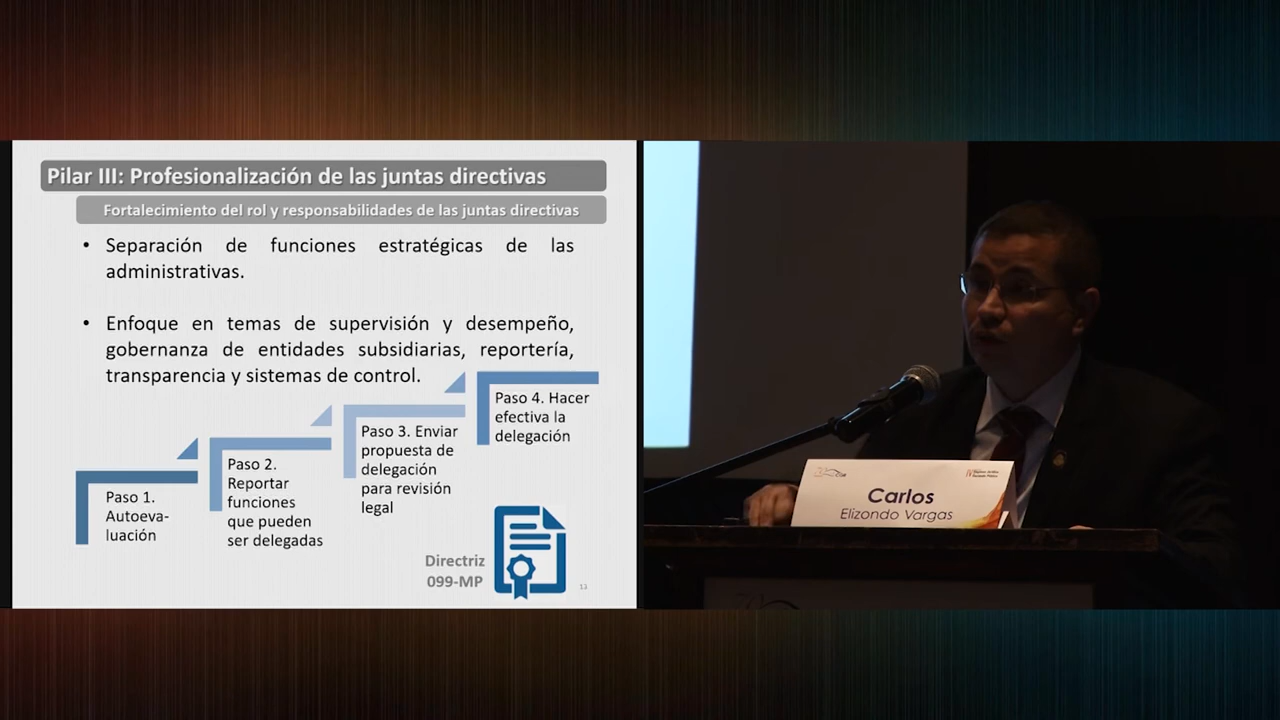 Pilar III: Profesionalización de las juntas directivas
Fortalecimiento del rol y responsabilidades de las juntas directivas
• Separación de funciones estratégicas de las
administrativas.
• Enfoque en temas de supervisión y desempeño,
gobernanza de entidades subsidiarias, reportería,
transparencia y sistemas de control.
Paso 1.
Autoeva-
luación
Paso 2.
Reportar
funciones
que pueden
ser delegadas
Paso 3. Enviar
propuesta de
delegación
para revisión
legal
Paso 4. Hacer
efectiva la
delegación
Directriz
099-MP
13
Carlos
Elizondo Vargas